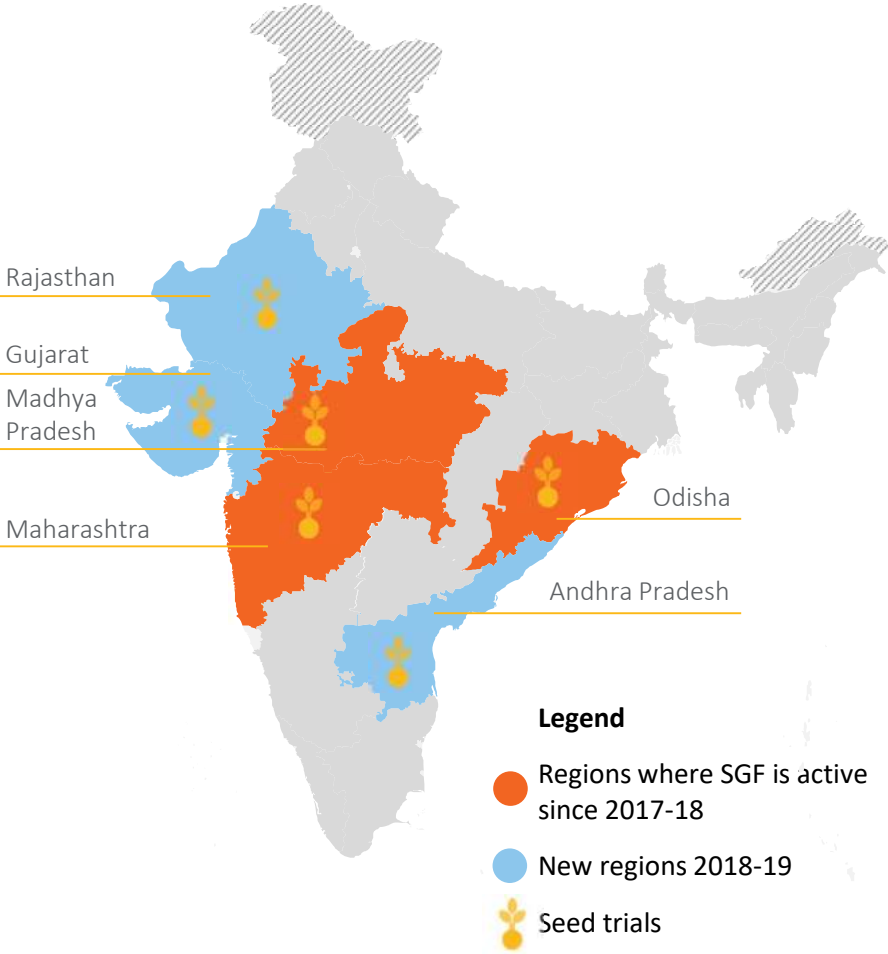 Rajasthan
Gujarat
Madhya
Pradesh
Maharashtra
Odisha
Andhra Pradesh
Legend
Regions where SGF is active
since 2017-18
New regions 2018-19
Seed trials